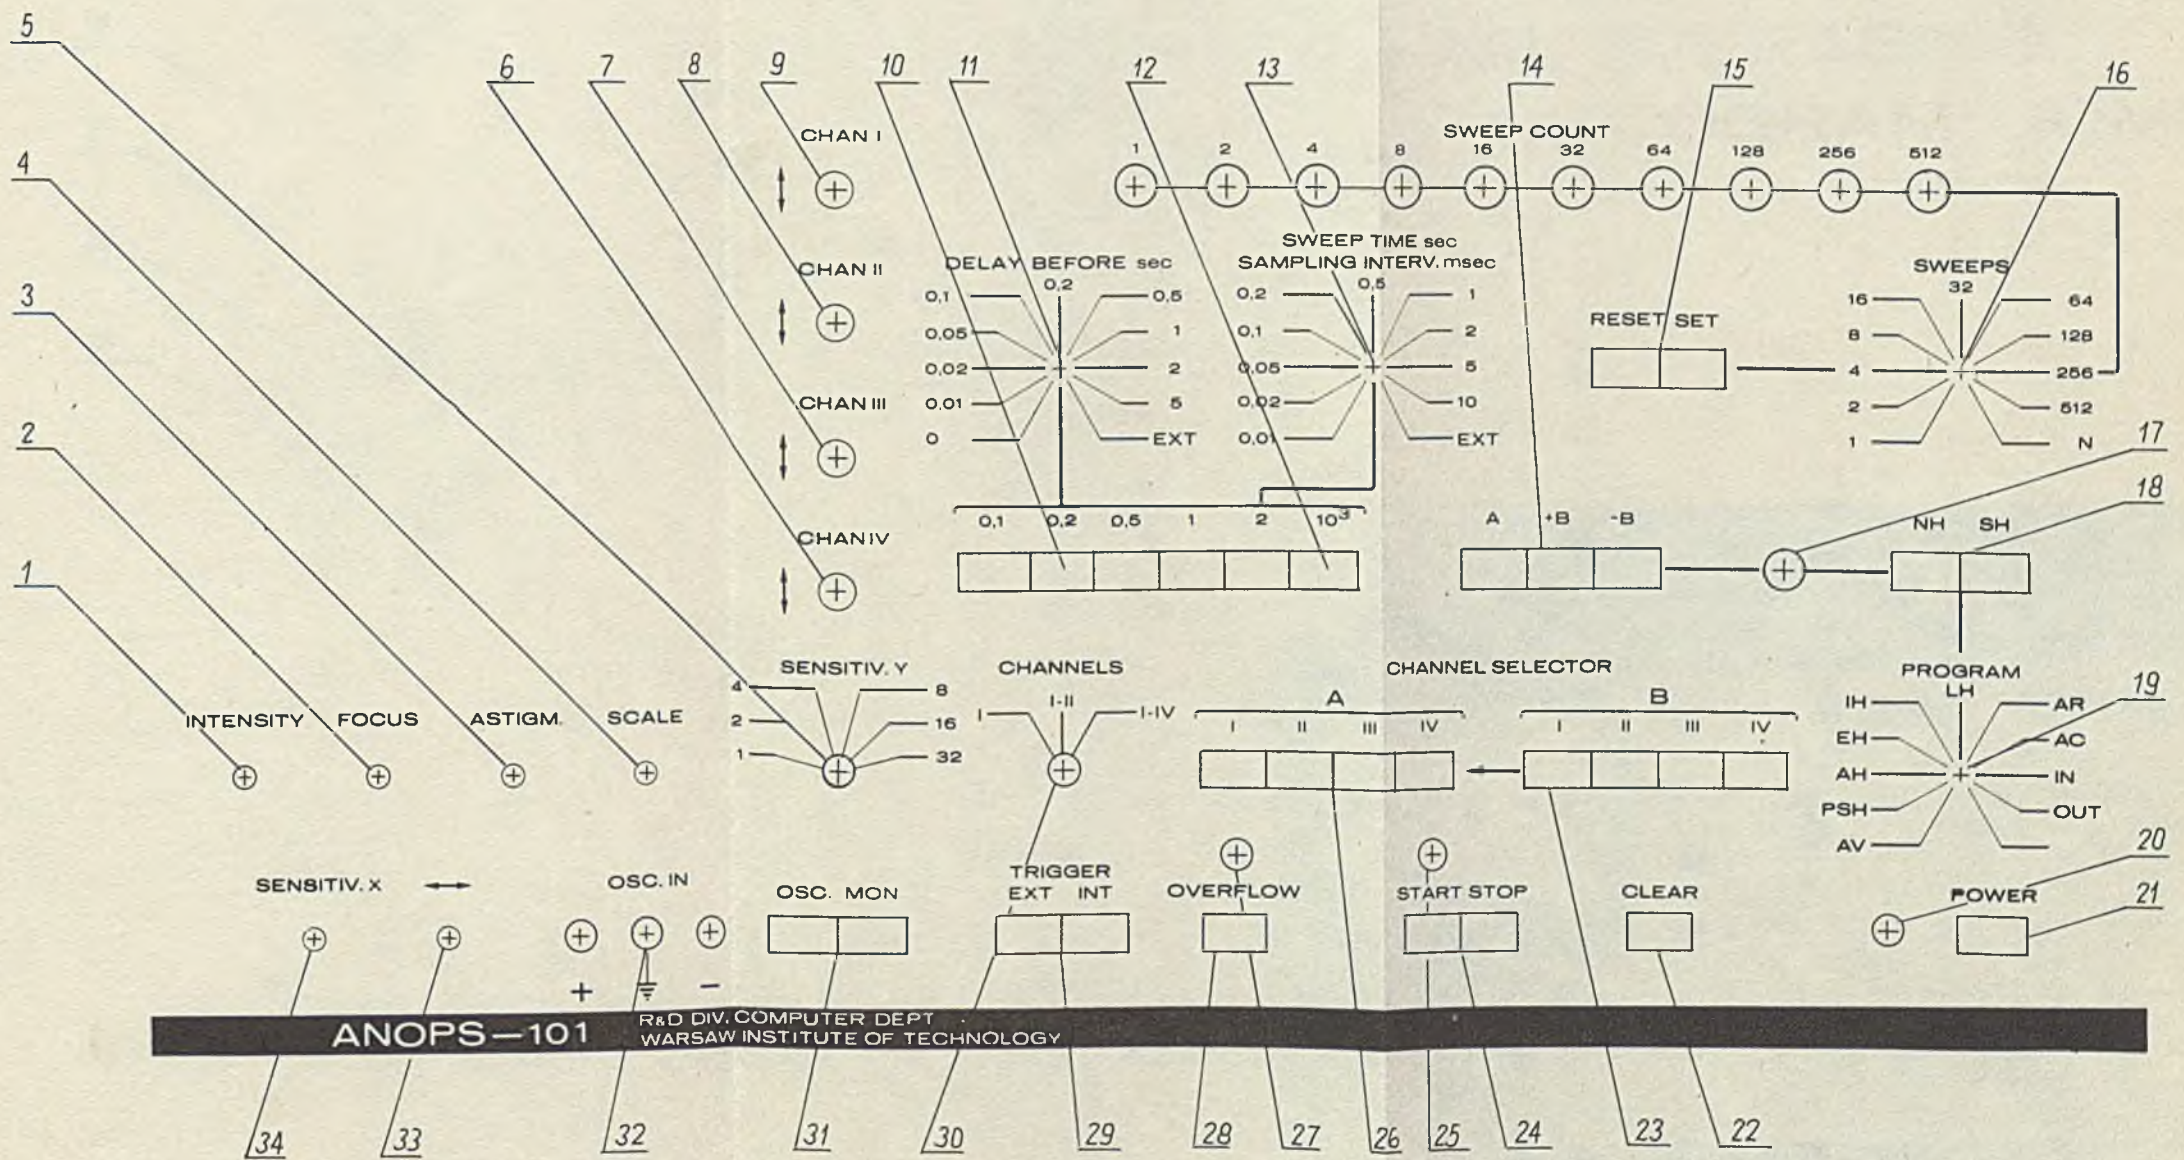 5
6 7 8 9 10 11 12 13 14 15 16
CHAN I
SWEEP COUNT
1 2 4 8 16 32 64 128 256 512
4
CHAN II
DELAY BEFORE sec
0,1 0,2 0,5
0,05 1
0,02 2
0,01 5
0 EXT
SWEEP TIME sec
SAMPLING INTERV. msec
0,2 0,5 1
0,1 2
0,05 5
0,02 10
0,01 EXT
RESET SET
SWEEPS
16 32 64
8 128
4 256
2 512
1 N
3
CHAN III
2
17
18
CHAN IV
0,1 0,2 0,5 1 2 10³
A +B -B
NH SH
1
SENSITIV. Y
4 8
2 16
1 32
CHANNELS
I I-II I-IV
CHANNEL SELECTOR
A B
I II III IV I II III IV
PROGRAM
IH LH AR
EH AC
AH IN
PSH OUT
AV
19
INTENSITY FOCUS ASTIGM. SCALE
20
SENSITIV. X OSC. IN
+ -
OSC. MON
TRIGGER
EXT INT
OVERFLOW
START STOP
CLEAR
POWER
21
ANOPS-101
R&D DIV. COMPUTER DEPT
WARSAW INSTITUTE OF TECHNOLOGY
34 33 32 31 30 29 28 27 26 25 24 23 22